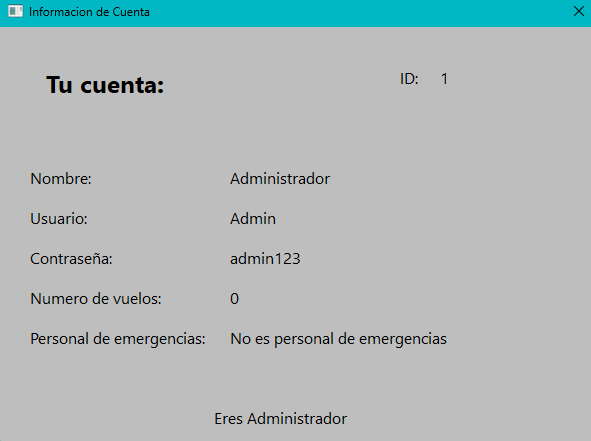 Informacion de Cuenta
Tu cuenta:
ID: 1
Nombre: Administrador
Usuario: Admin
Contraseña: admin123
Numero de vuelos: 0
Personal de emergencias: No es personal de emergencias
Eres Administrador